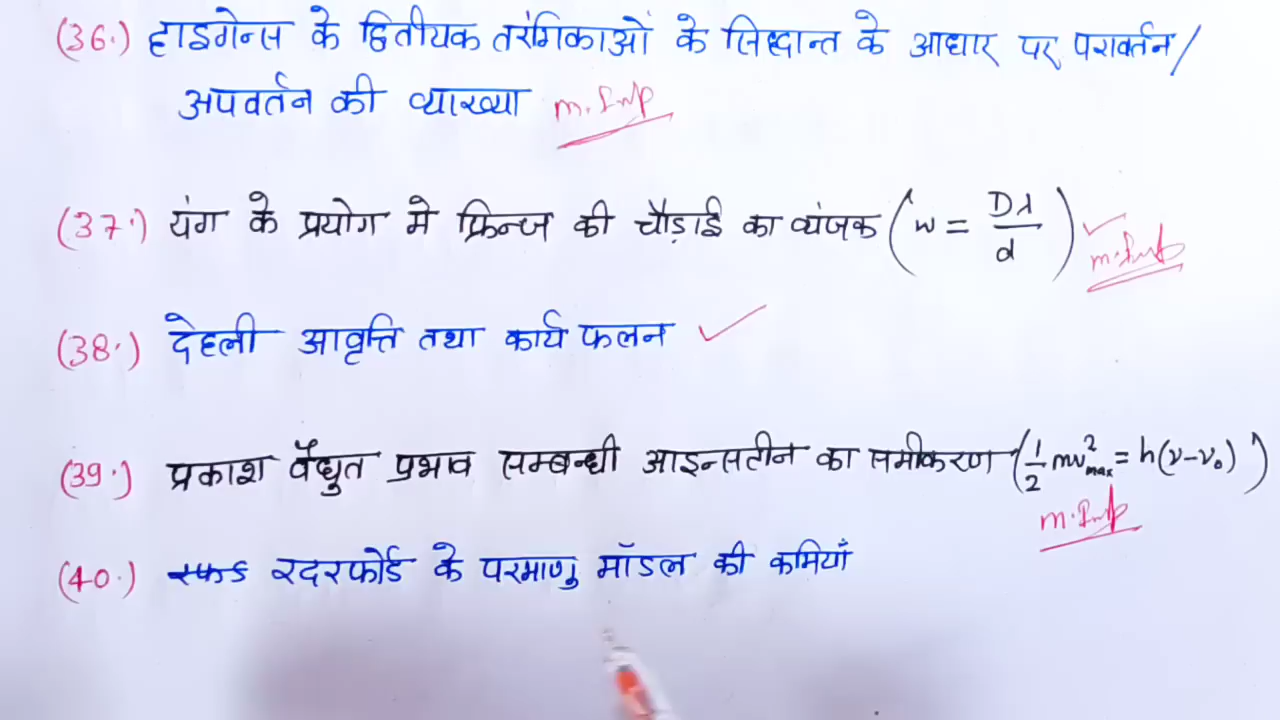 (36.) हाइगेन्स के द्वितीयक तरंगिकाओं के सिद्धान्त के आधार पर परावर्तन/
अपवर्तन की व्याख्या m.Imp
(37.) यंग के प्रयोग मे फ्रिन्ज की चौड़ाई का व्यंजक (w = Dλ/d) m.Imp
(38.) देहली आवृत्ति तथा कार्य फलन
(39.) प्रकाश वैद्युत प्रभाव सम्बन्धी आइन्सटीन का समीकरण (1/2 mv²max = h(ν-ν₀))
m.Imp
(40.) रदरफोर्ड के परमाणु मॉडल की कमियाँ